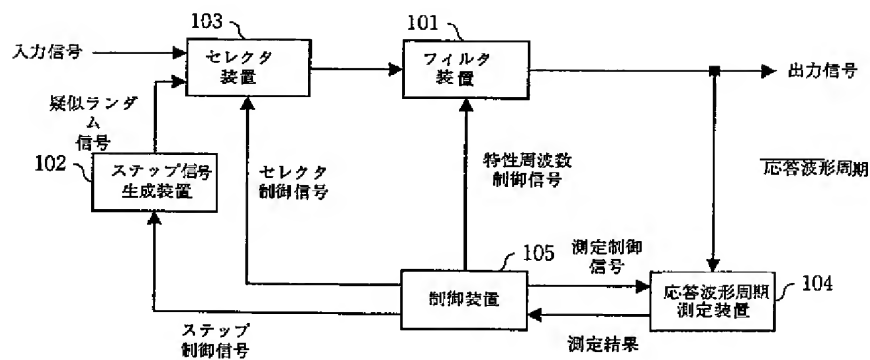 103
101
入力信号
セレクタ
装置
フィルタ
装置
出力信号
疑似ランダ
ム
信号
102
ステップ信号
生成装置
セレクタ
制御信号
特性周波数
制御信号
応答波形周期
105
測定制御
信号
制御装置
応答波形周期
測定装置
104
ステップ
制御信号
測定結果